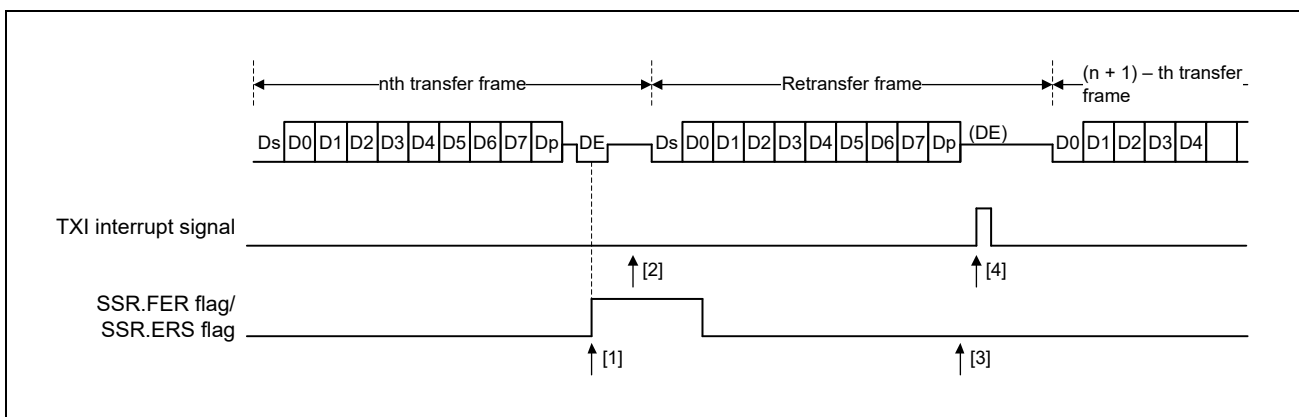 nth transfer frame
Retransfer frame
(n + 1) – th transfer
frame
Ds D0 D1 D2 D3 D4 D5 D6 D7 Dp DE Ds D0 D1 D2 D3 D4 D5 D6 D7 Dp (DE) D0 D1 D2 D3 D4
TXI interrupt signal
[2]
[4]
SSR.FER flag/
SSR.ERS flag
[1]
[3]